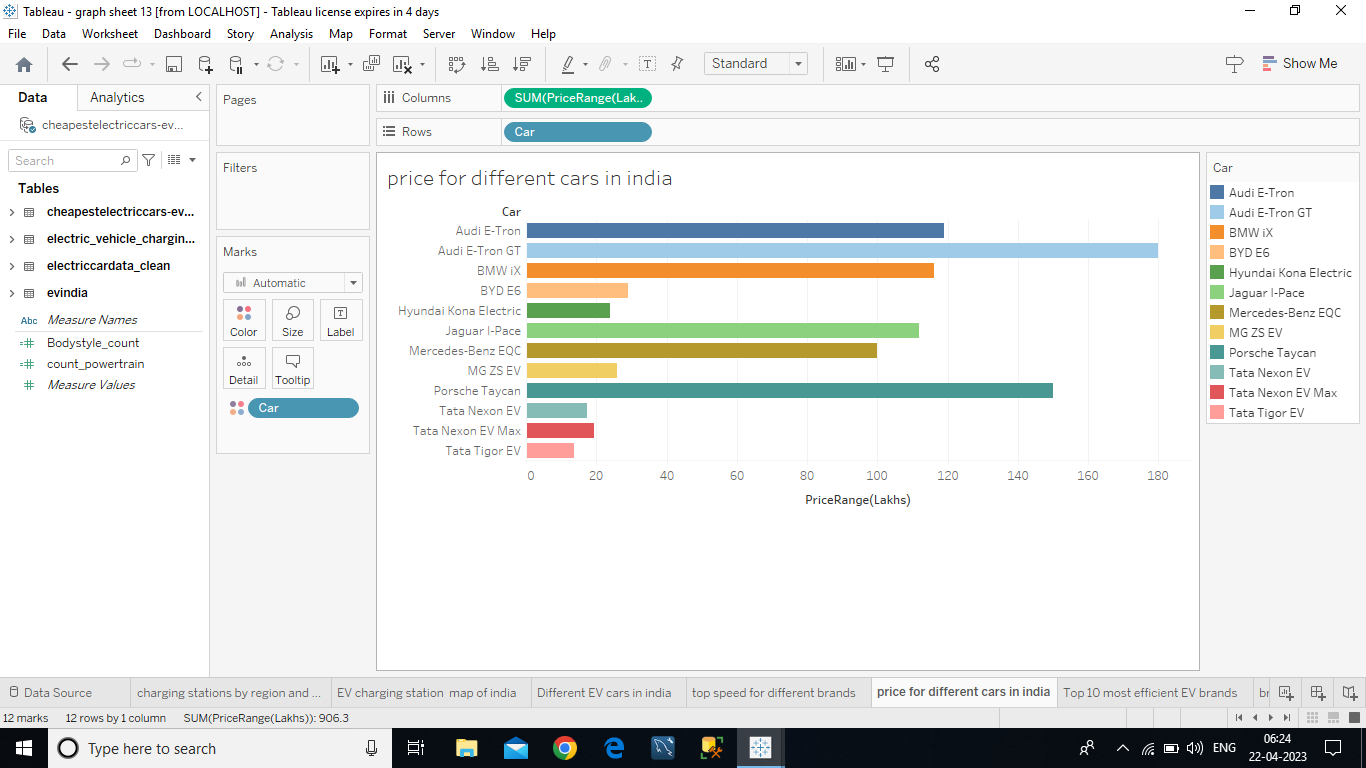 Tableau - graph sheet 13 [from LOCALHOST] - Tableau license expires in 4 days
File Data Worksheet Dashboard Story Analysis Map Format Server Window Help
Standard
Show Me
Data Analytics
cheapestelectriccars-ev...
Search
Tables
cheapestelectriccars-ev...
electric_vehicle_chargin...
electriccardata_clean
evindia
Abc Measure Names
Bodystyle_count
count_powertrain
Measure Values
Pages
Filters
Marks
Automatic
Color Size Label
Detail Tooltip
Car
Columns SUM(PriceRange(Lak..
Rows Car
price for different cars in india
Car
Audi E-Tron
Audi E-Tron GT
BMW iX
BYD E6
Hyundai Kona Electric
Jaguar I-Pace
Mercedes-Benz EQC
MG ZS EV
Porsche Taycan
Tata Nexon EV
Tata Nexon EV Max
Tata Tigor EV
0 20 40 60 80 100 120 140 160 180
PriceRange(Lakhs)
Car
Audi E-Tron
Audi E-Tron GT
BMW iX
BYD E6
Hyundai Kona Electric
Jaguar I-Pace
Mercedes-Benz EQC
MG ZS EV
Porsche Taycan
Tata Nexon EV
Tata Nexon EV Max
Tata Tigor EV
Data Source charging stations by region and ... EV charging station map of india Different EV cars in india top speed for different brands price for different cars in india Top 10 most efficient EV brands br
12 marks 12 rows by 1 column SUM(PriceRange(Lakhs)): 906.3
Type here to search
ENG
06:24
22-04-2023